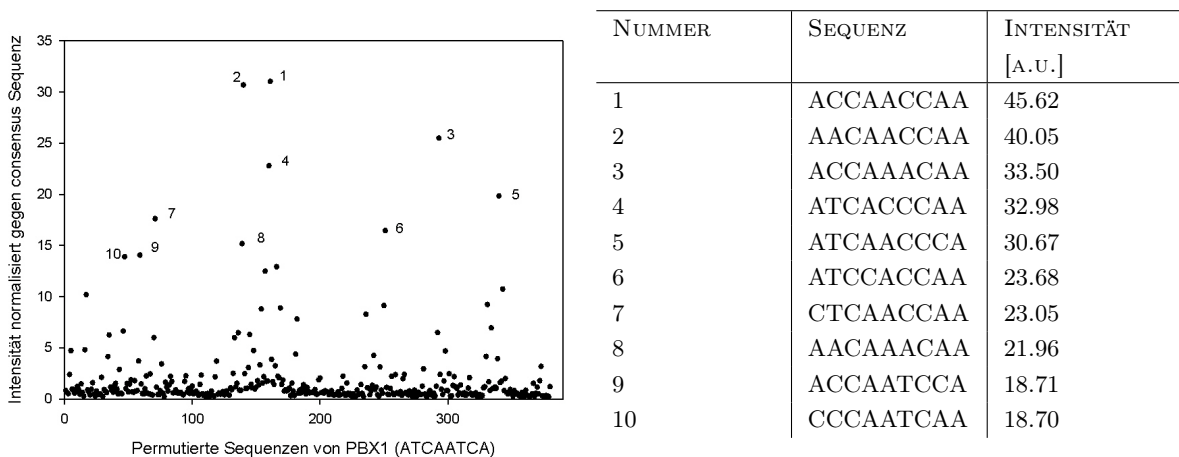 Intensität normalisiert gegen consensus Sequenz
35
30
25
20
15
10
5
0
0 100 200 300
1
2
3
4
5
6
7
8
9
10
Permutierte Sequenzen von PBX1 (ATCAATCA)
NUMMER SEQUENZ INTENSITÄT
[A.U.]
1 ACCAACCAA 45.62
2 AACAACCAA 40.05
3 ACCAAACAA 33.50
4 ATCACCCAA 32.98
5 ATCAACCCA 30.67
6 ATCCACCAA 23.68
7 CTCAACCAA 23.05
8 AACAAACAA 21.96
9 ACCAATCCA 18.71
10 CCCAATCAA 18.70